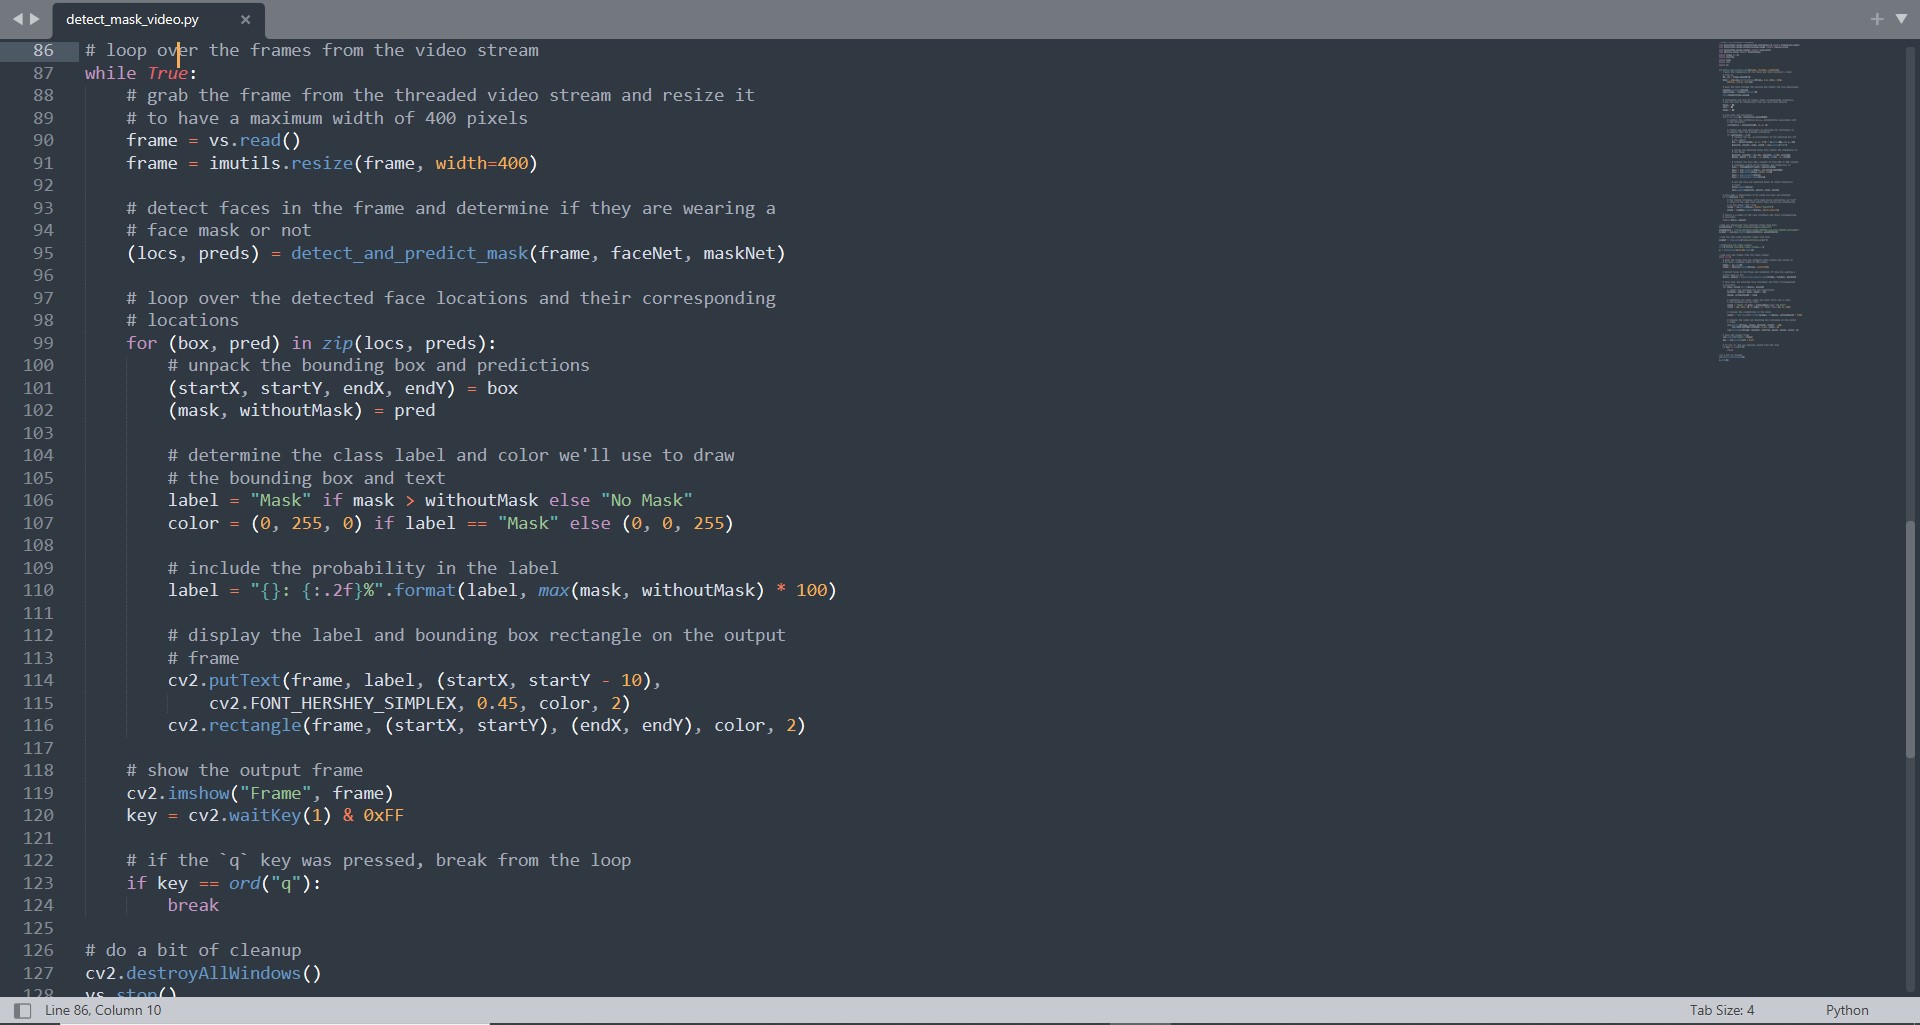 detect_mask_video.py
86 # loop over the frames from the video stream
87 while True:
88     # grab the frame from the threaded video stream and resize it
89     # to have a maximum width of 400 pixels
90     frame = vs.read()
91     frame = imutils.resize(frame, width=400)
92
93     # detect faces in the frame and determine if they are wearing a
94     # face mask or not
95     (locs, preds) = detect_and_predict_mask(frame, faceNet, maskNet)
96
97     # loop over the detected face locations and their corresponding
98     # locations
99     for (box, pred) in zip(locs, preds):
100         # unpack the bounding box and predictions
101         (startX, startY, endX, endY) = box
102         (mask, withoutMask) = pred
103
104         # determine the class label and color we'll use to draw
105         # the bounding box and text
106         label = "Mask" if mask > withoutMask else "No Mask"
107         color = (0, 255, 0) if label == "Mask" else (0, 0, 255)
108
109         # include the probability in the label
110         label = "{}: {:.2f}%".format(label, max(mask, withoutMask) * 100)
111
112         # display the label and bounding box rectangle on the output
113         # frame
114         cv2.putText(frame, label, (startX, startY - 10),
115             cv2.FONT_HERSHEY_SIMPLEX, 0.45, color, 2)
116         cv2.rectangle(frame, (startX, startY), (endX, endY), color, 2)
117
118     # show the output frame
119     cv2.imshow("Frame", frame)
120     key = cv2.waitKey(1) & 0xFF
121
122     # if the `q` key was pressed, break from the loop
123     if key == ord("q"):
124         break
125
126 # do a bit of cleanup
127 cv2.destroyAllWindows()
128 vs.stop()
Line 86, Column 10
Tab Size: 4
Python